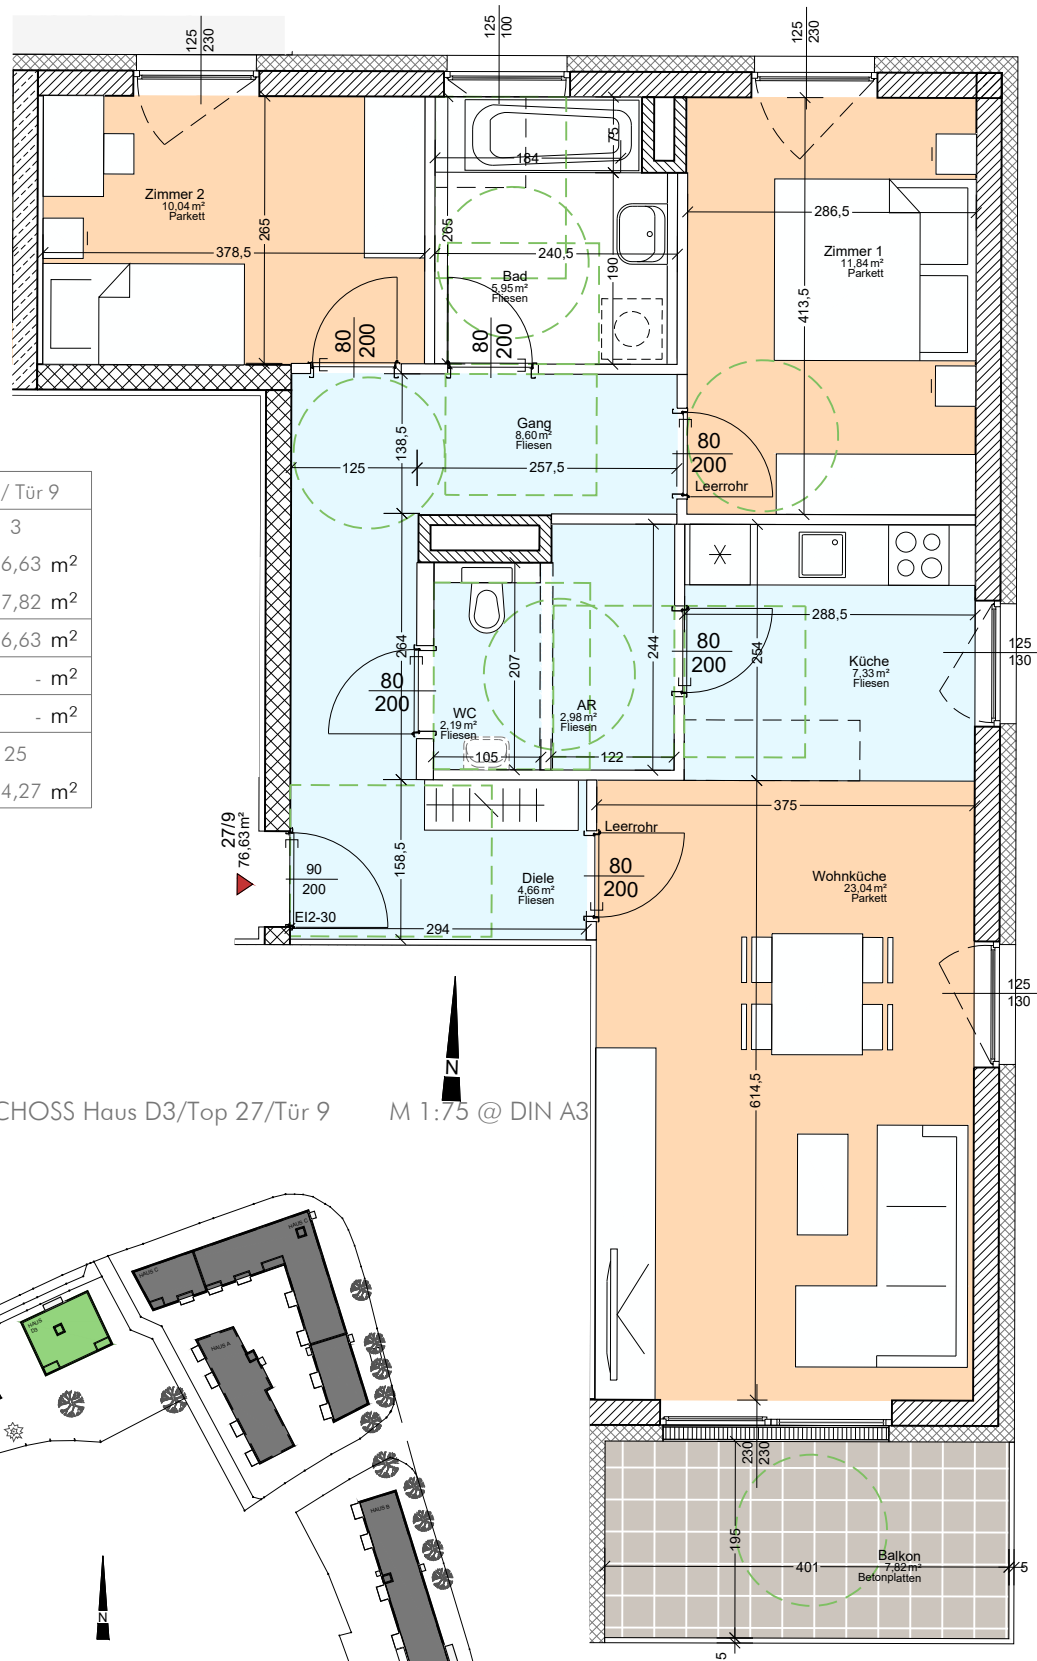 125
230
125
100
125
230
Zimmer 2
10,04 m²
Parkett
265
378,5
184
75
265
240,5
Bad
5,95 m²
Fliesen
190
286,5
Zimmer 1
11,84 m²
Parkett
413,5
80
200
80
200
Gang
8,60 m²
Fliesen
138,5
125
257,5
80
200
Leerrohr
/ Tür 9
3
6,63 m²
7,82 m²
6,63 m²
- m²
- m²
25
4,27 m²
288,5
125
130
264
207
244
254
80
200
80
200
Küche
7,33 m²
Fliesen
WC
2,19 m²
Fliesen
AR
2,98 m²
Fliesen
105
122
375
27/9
76,63 m²
Leerrohr
158,5
90
200
EI2-30
Diele
4,66 m²
Fliesen
80
200
Wohnküche
23,04 m²
Parkett
294
125
130
N
614,5
CHOSS Haus D3/Top 27/Tür 9 M 1:75 @ DIN A3
HAUS C
HAUS C
HAUS
D3
HAUS A
HAUS B
230
230
195
401
5
Balkon
7,82 m²
Betonplatten
N
5